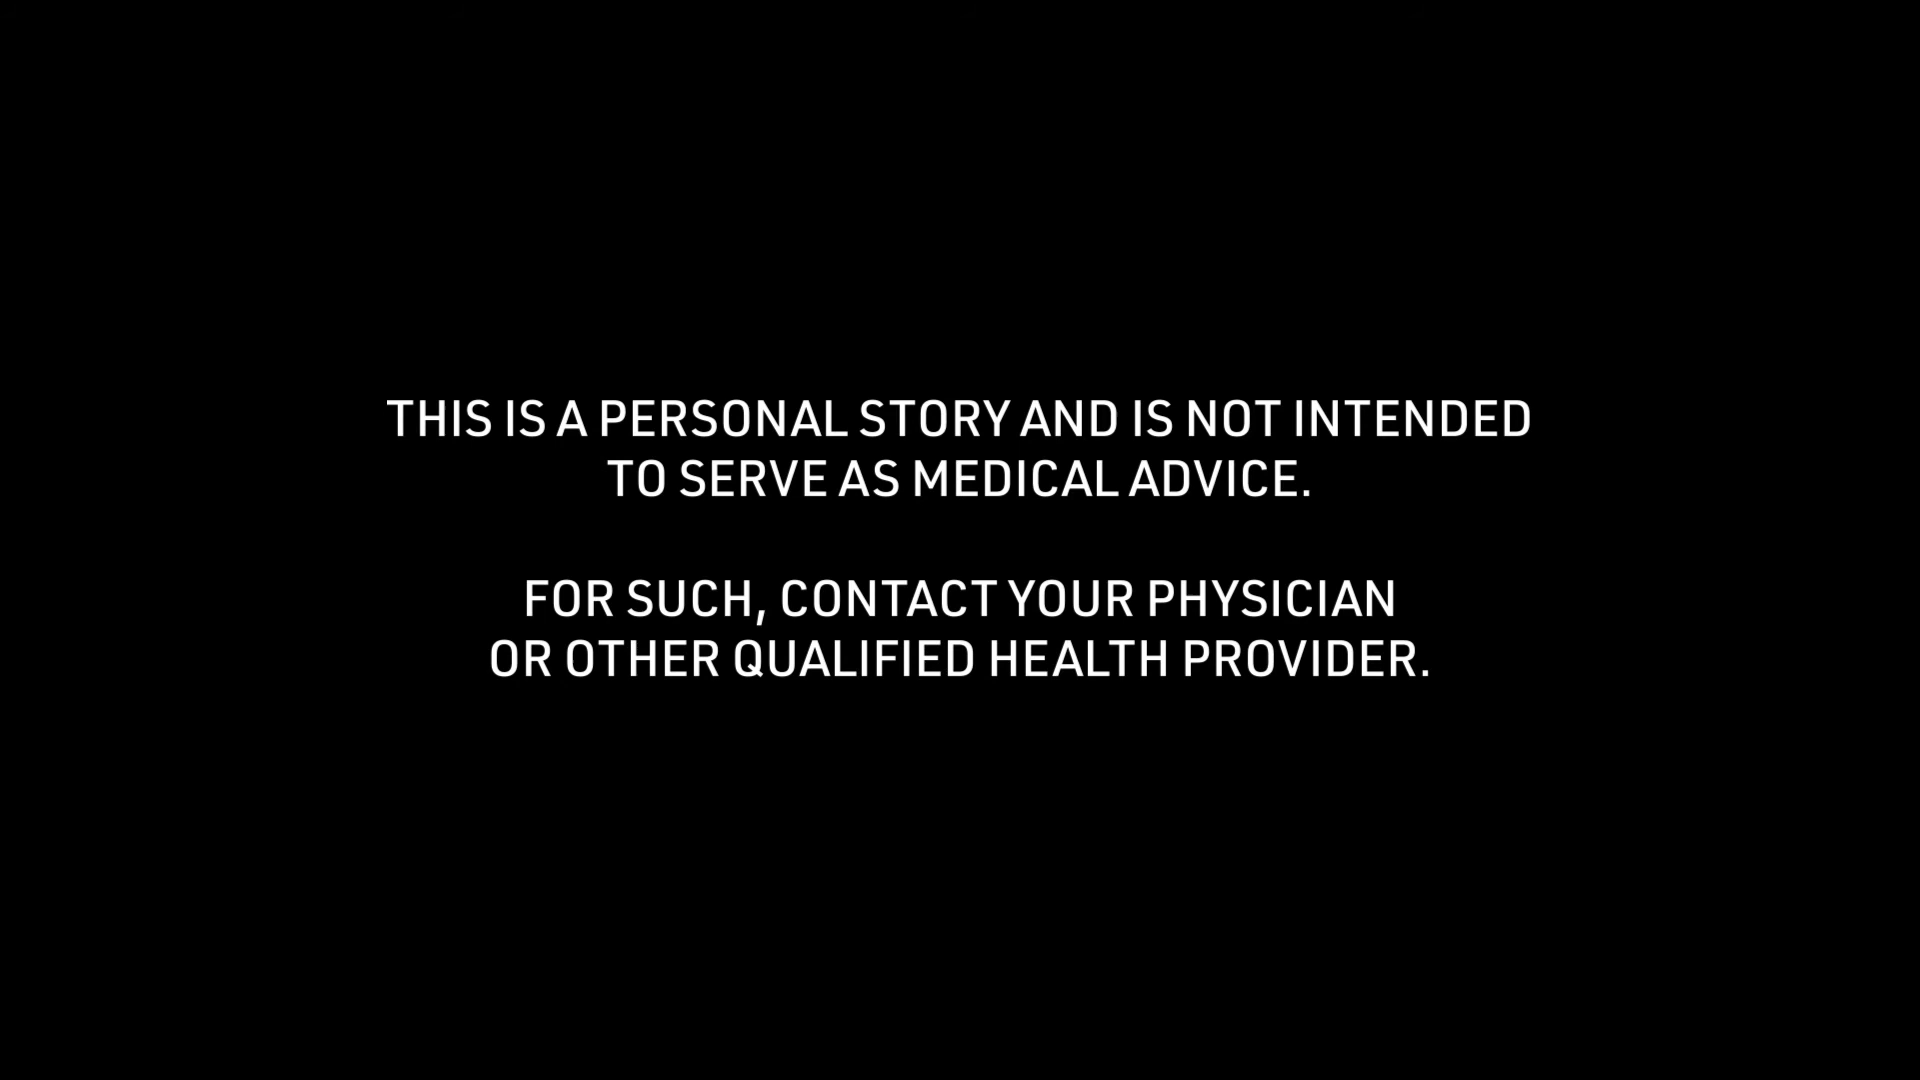 THIS IS A PERSONAL STORY AND IS NOT INTENDED
TO SERVE AS MEDICAL ADVICE.
FOR SUCH, CONTACT YOUR PHYSICIAN
OR OTHER QUALIFIED HEALTH PROVIDER.